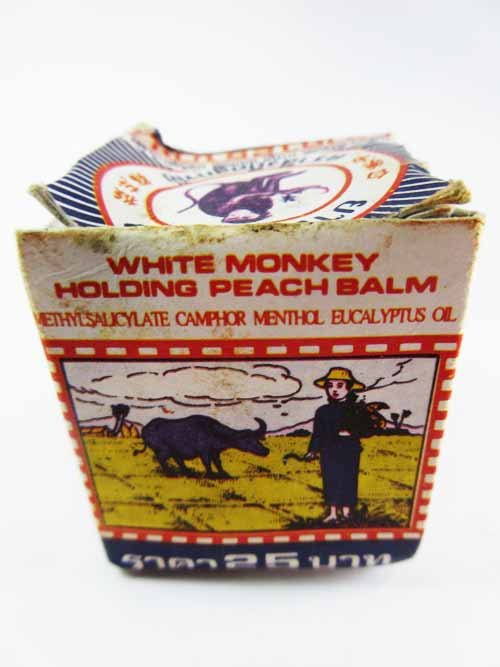 WHITE MONKEY
HOLDING PEACH BALM
METHYLSALICYLATE CAMPHOR MENTHOL EUCALYPTUS OIL
ราคา 25 บาท